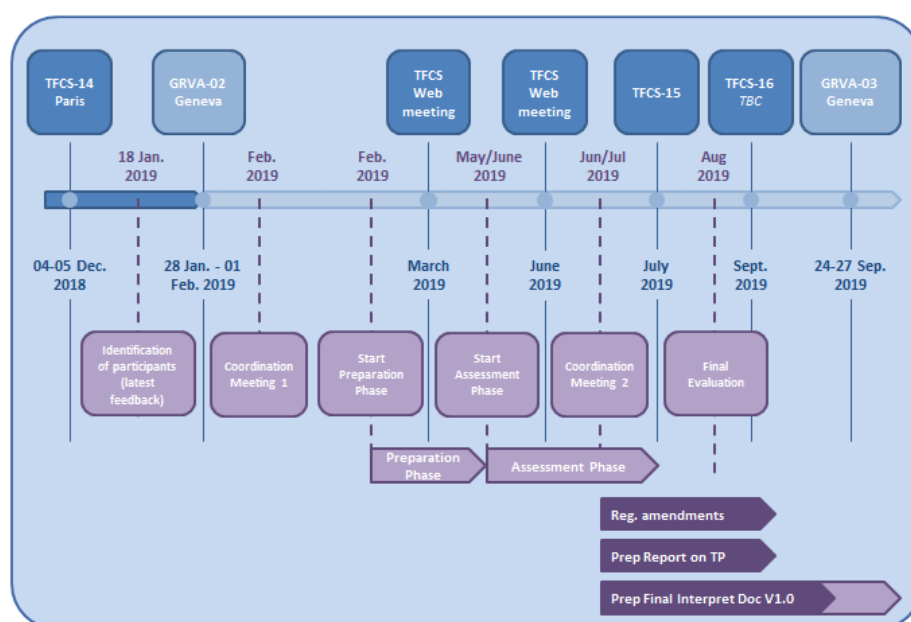 TFCS-14
Paris
GRVA-02
Geneva
TFCS
Web
meeting
TFCS
Web
meeting
TFCS-15
TFCS-16
TBC
GRVA-03
Geneva
18 Jan.
2019
Feb.
2019
Feb.
2019
May/June
2019
Jun/Jul
2019
Aug
2019
04-05 Dec.
2018
28 Jan. - 01
Feb. 2019
March
2019
June
2019
July
2019
Sept.
2019
24-27 Sep.
2019
Identification
of participants
(latest
feedback)
Coordination
Meeting 1
Start
Preparation
Phase
Start
Assessment
Phase
Coordination
Meeting 2
Final
Evaluation
Preparation
Phase
Assessment Phase
Reg. amendments
Prep Report on TP
Prep Final Interpret Doc V1.0